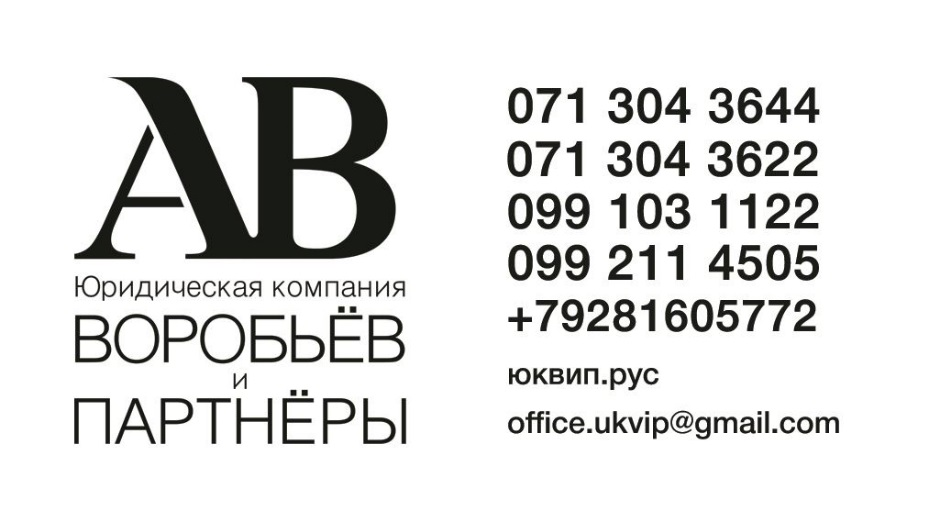 АВ
Юридическая компания
ВОРОБЬЁВ
и
ПАРТНЁРЫ
071 304 3644
071 304 3622
099 103 1122
099 211 4505
+79281605772
юквип.рус
office.ukvip@gmail.com